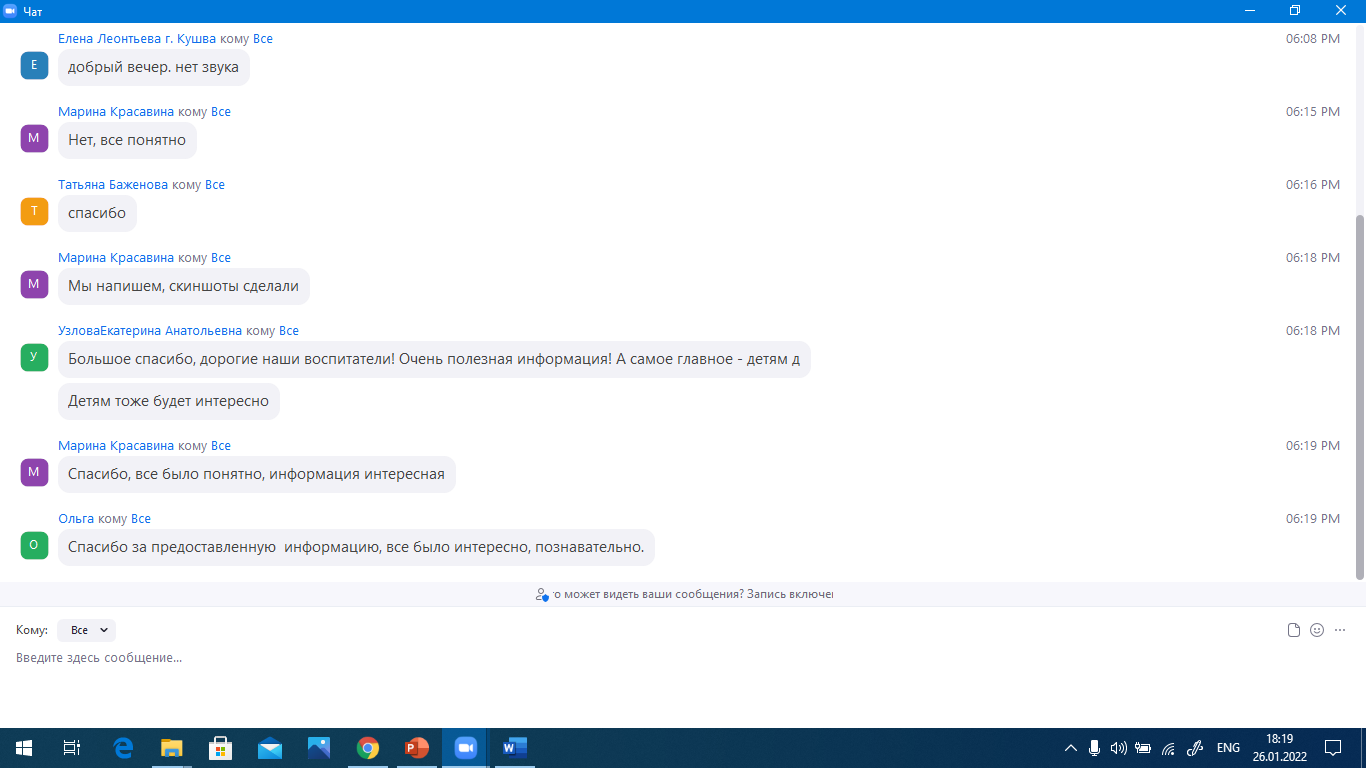 Чат
Елена Леонтьева г. Кушва кому Все 06:08 PM
Е
добрый вечер. нет звука
Марина Красавина кому Все 06:15 PM
М
Нет, все понятно
Татьяна Баженова кому Все 06:16 PM
Т
спасибо
Марина Красавина кому Все 06:18 PM
М
Мы напишем, скиншоты сделали
УзловаЕкатерина Анатольевна кому Все 06:18 PM
У
Большое спасибо, дорогие наши воспитатели! Очень полезная информация! А самое главное - детям д
Детям тоже будет интересно
Марина Красавина кому Все 06:19 PM
М
Спасибо, все было понятно, информация интересная
Ольга кому Все 06:19 PM
О
Спасибо за предоставленную  информацию, все было интересно, познавательно.
о может видеть ваши сообщения? Запись включен
Кому: Все
Введите здесь сообщение...
ENG
18:19
26.01.2022